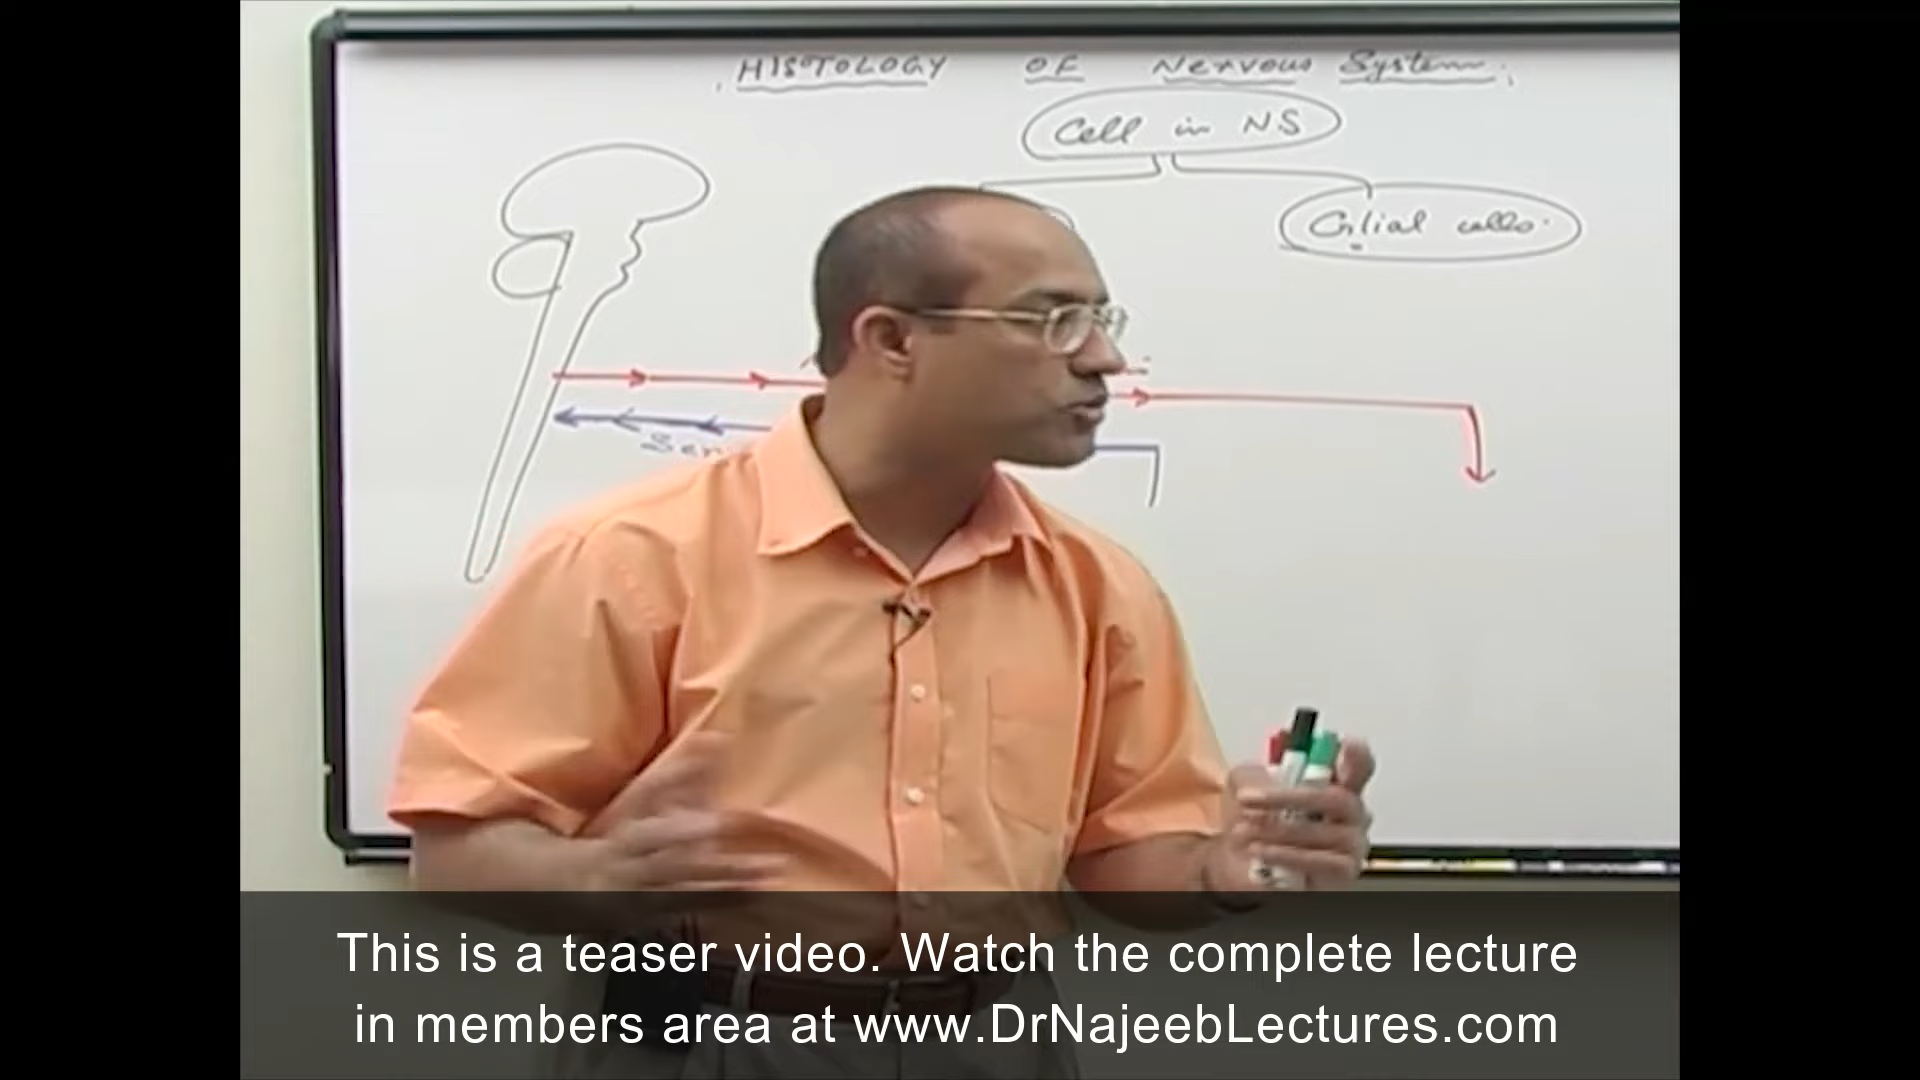 HISTOLOGY OF Nervous System
Cell in NS
Glial cells
This is a teaser video. Watch the complete lecture
in members area at www.DrNajeebLectures.com